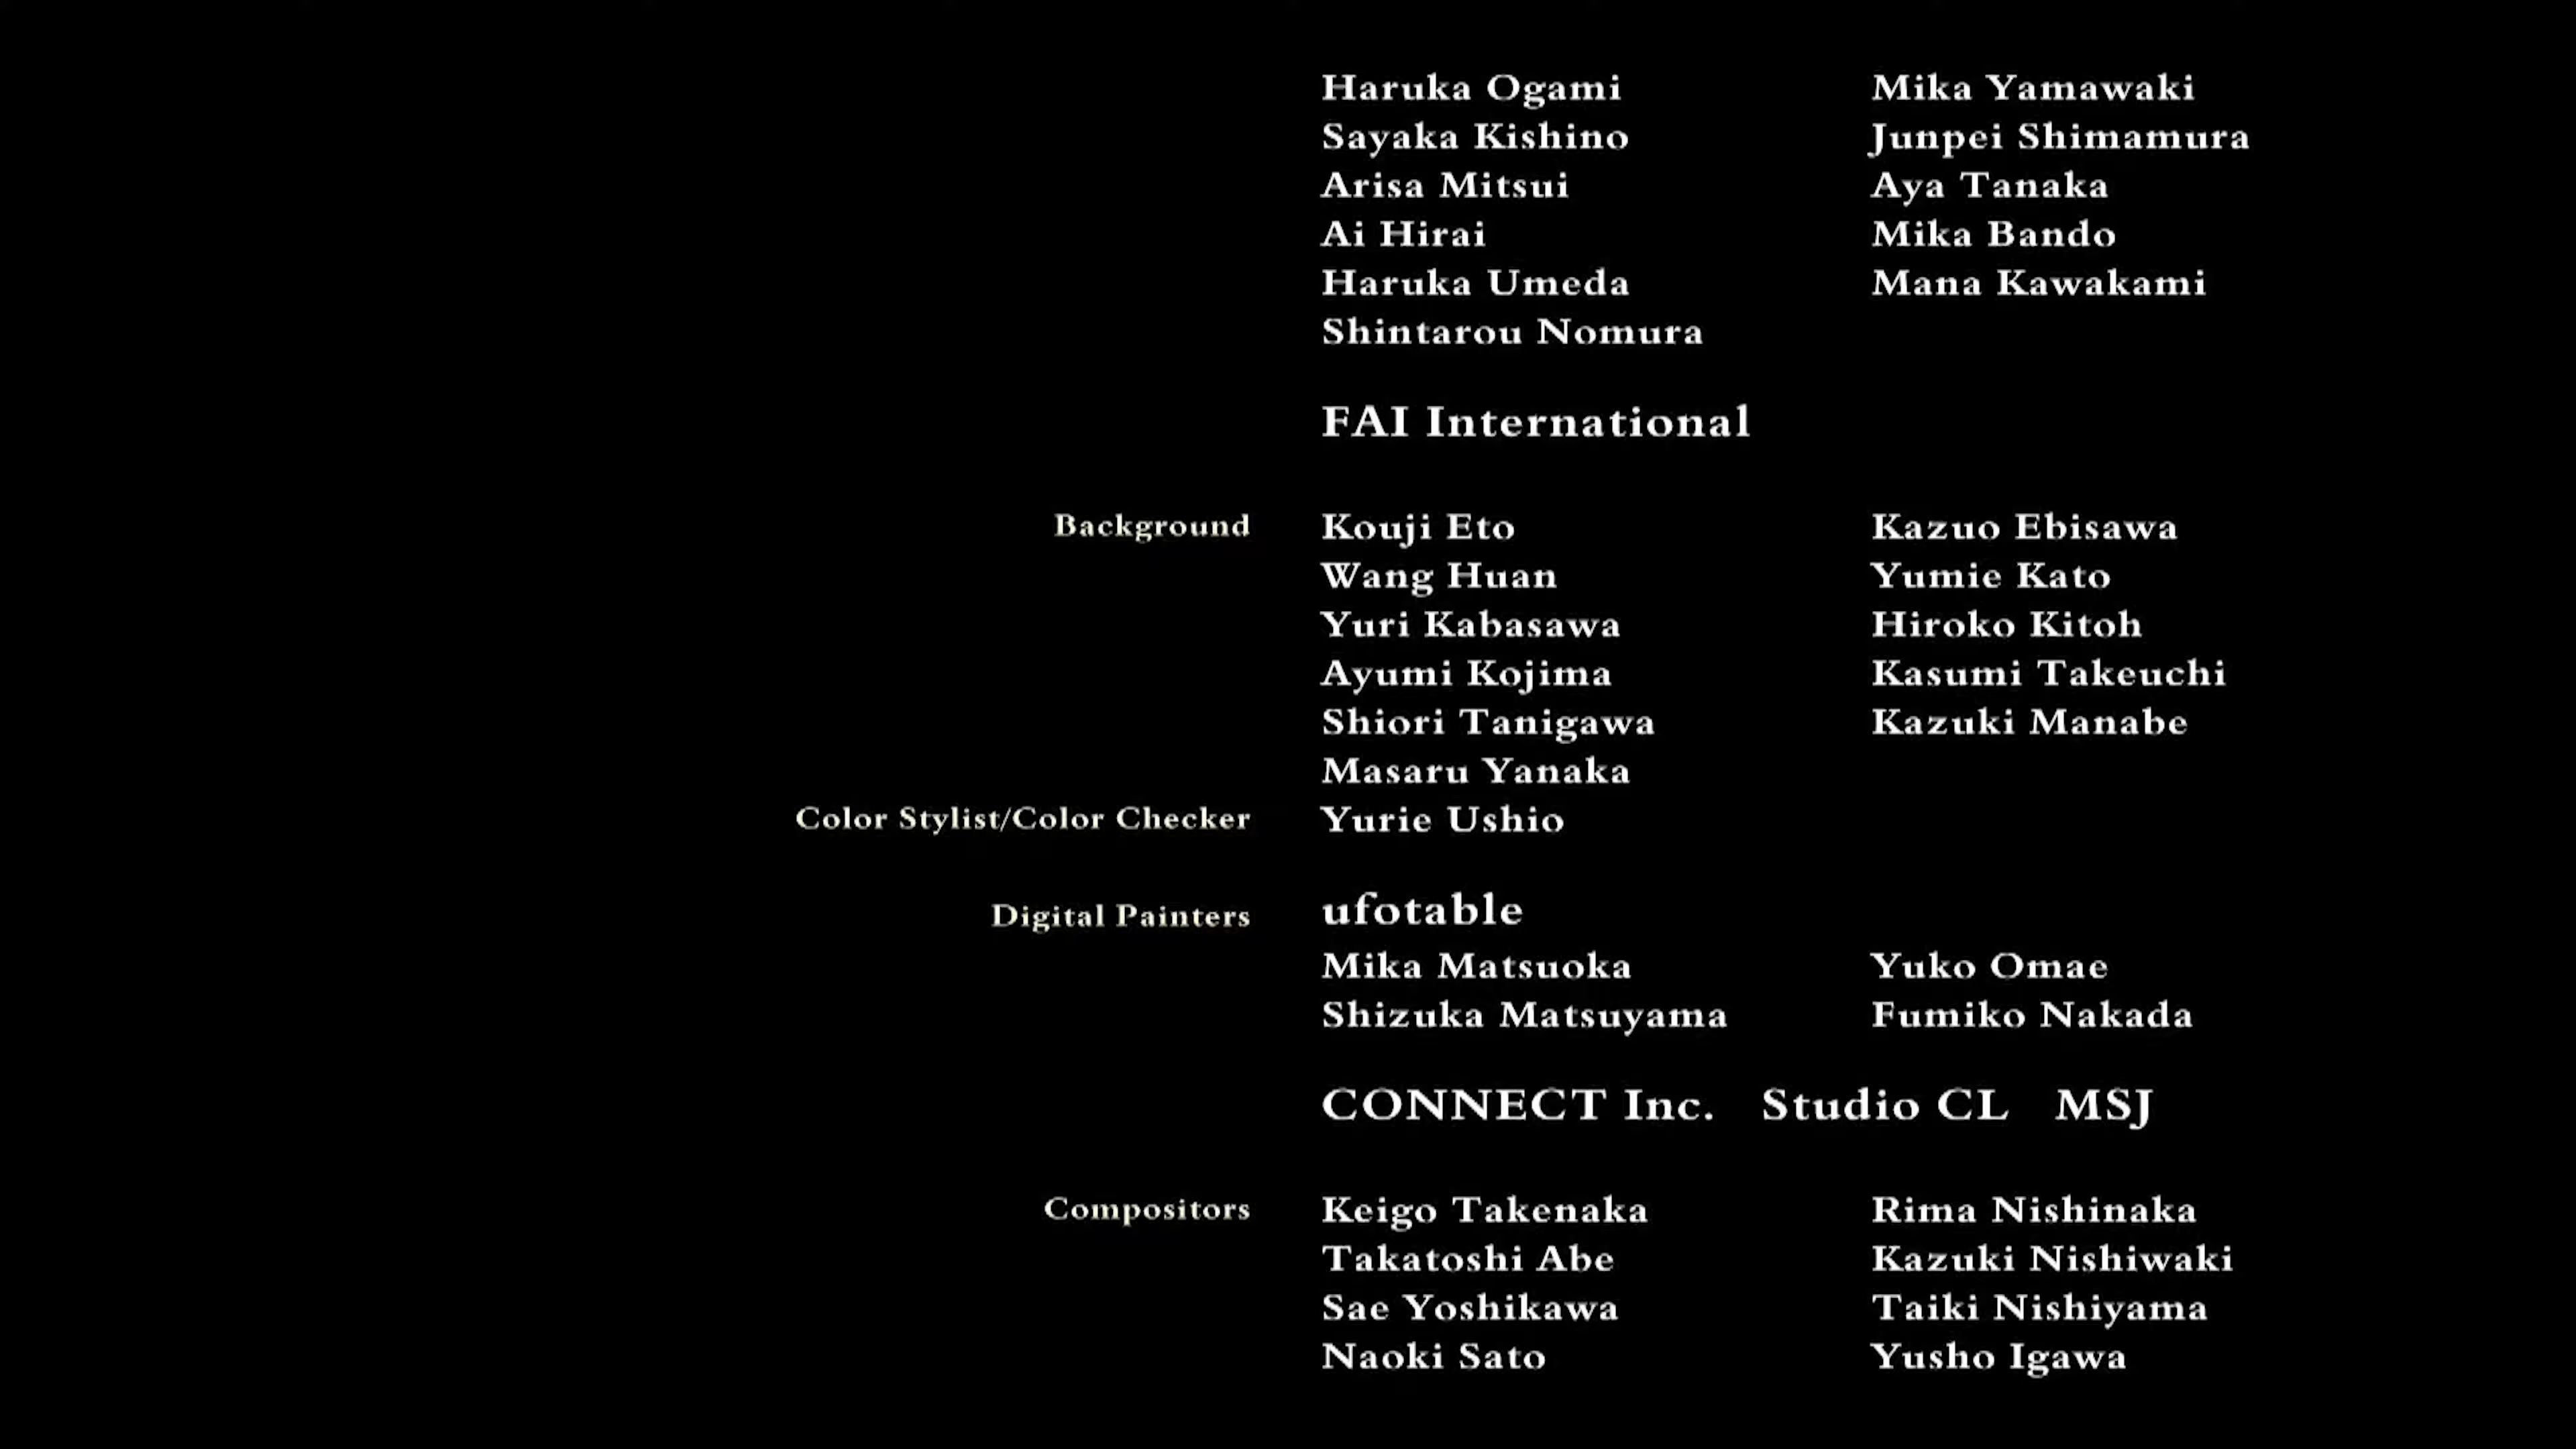 Haruka Ogami Mika Yamawaki
Sayaka Kishino Junpei Shimamura
Arisa Mitsui Aya Tanaka
Ai Hirai Mika Bando
Haruka Umeda Mana Kawakami
Shintarou Nomura
FAI International
Background Kouji Eto Kazuo Ebisawa
Wang Huan Yumie Kato
Yuri Kabasawa Hiroko Kitoh
Ayumi Kojima Kasumi Takeuchi
Shiori Tanigawa Kazuki Manabe
Masaru Yanaka
Color Stylist/Color Checker Yurie Ushio
Digital Painters ufotable
Mika Matsuoka Yuko Omae
Shizuka Matsuyama Fumiko Nakada
CONNECT Inc. Studio CL MSJ
Compositors Keigo Takenaka Rima Nishinaka
Takatoshi Abe Kazuki Nishiwaki
Sae Yoshikawa Taiki Nishiyama
Naoki Sato Yusho Igawa